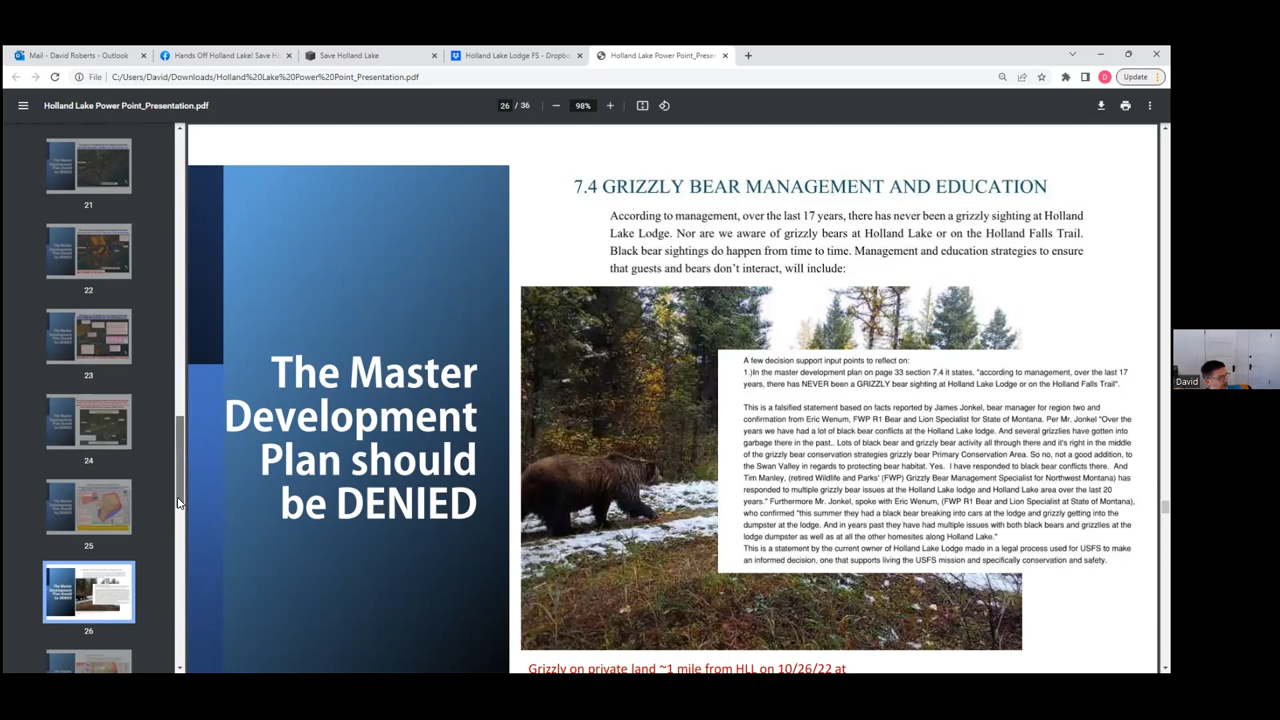 Mail - David Roberts - Outlook
Hands Off Holland Lake! Save H
Save Holland Lake
Holland Lake Lodge FS - Dropbo
Holland Lake Power Point_Presen
File
C:/Users/David/Downloads/Holland%20Lake%20Power%20Point_Presentation.pdf
D
Update
Holland Lake Power Point_Presentation.pdf
26 / 36
98%
21
22
23
24
25
26
The Master
Development
Plan should
be DENIED
7.4 GRIZZLY BEAR MANAGEMENT AND EDUCATION
According to management, over the last 17 years, there has never been a grizzly sighting at Holland
Lake Lodge. Nor are we aware of grizzly bears at Holland Lake or on the Holland Falls Trail.
Black bear sightings do happen from time to time. Management and education strategies to ensure
that guests and bears don't interact, will include:
A few decision support input points to reflect on:
1.)In the master development plan on page 33 section 7.4 it states, "according to management, over the last 17
years, there has NEVER been a GRIZZLY bear sighting at Holland Lake Lodge or on the Holland Falls Trail".
This is a falsified statement based on facts reported by James Jonkel, bear manager for region two and
confirmation from Eric Wenum, FWP R1 Bear and Lion Specialist for State of Montana. Per Mr. Jonkel "Over the
years we have had a lot of black bear conflicts at the Holland Lake lodge. And several grizzlies have gotten into
garbage there in the past.. Lots of black bear and grizzly bear activity all through there and it's right in the middle
of the grizzly bear conservation strategies grizzly bear Primary Conservation Area. So no, not a good addition, to
the Swan Valley in regards to protecting bear habitat. Yes. I have responded to black bear conflicts there. And
Tim Manley, (retired Wildlife and Parks' (FWP) Grizzly Bear Management Specialist for Northwest Montana) has
responded to multiple grizzly bear issues at the Holland Lake lodge and Holland Lake area over the last 20
years." Furthermore Mr. Jonkel, spoke with Eric Wenum, (FWP R1 Bear and Lion Specialist at State of Montana),
who confirmed "this summer they had a black bear breaking into cars at the lodge and grizzly getting into the
dumpster at the lodge. And in years past they have had multiple issues with both black bears and grizzlies at the
lodge dumpster as well as at all the other homesites along Holland Lake."
This is a statement by the current owner of Holland Lake Lodge made in a legal process used for USFS to make
an informed decision, one that supports living the USFS mission and specifically conservation and safety.
Grizzly on private land ~1 mile from HLL on 10/26/22 at
David